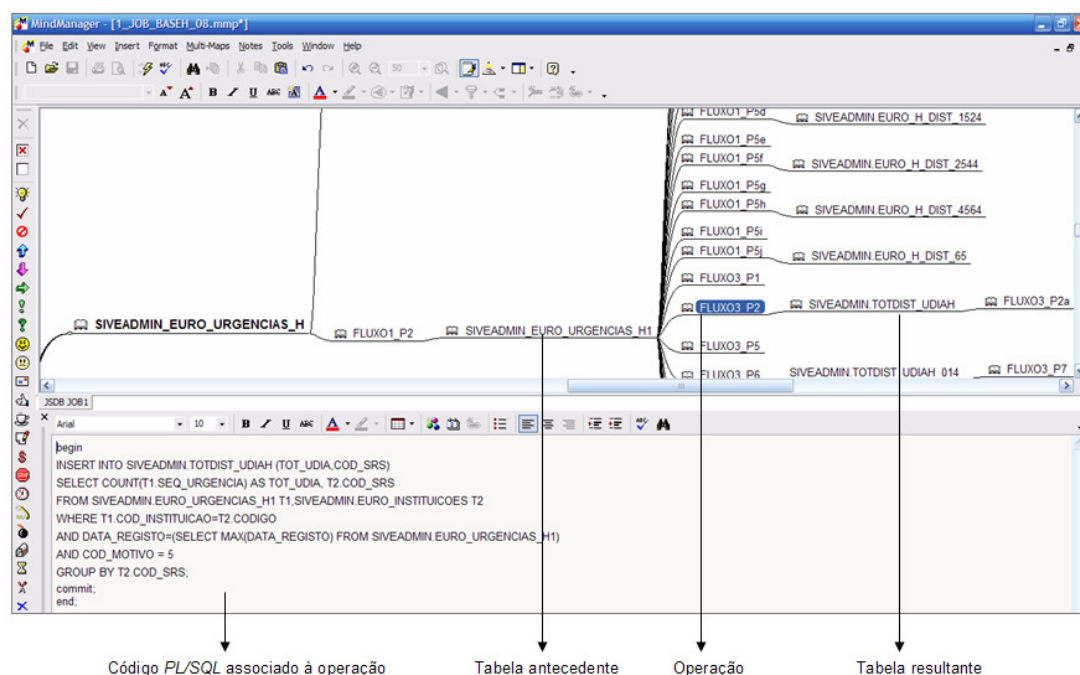 MindManager - [1_JOB_BASEH_08.mmp*]
File Edit View Insert Format Multi-Maps Notes Tools Window Help
50
FLUXO1_P5d
SIVEADMIN.EURO_H_DIST_1524
FLUXO1_P5e
FLUXO1_P5f
SIVEADMIN.EURO_H_DIST_2544
FLUXO1_P5g
FLUXO1_P5h
SIVEADMIN.EURO_H_DIST_4564
FLUXO1_P5i
FLUXO1_P5j
SIVEADMIN.EURO_H_DIST_65
FLUXO3_P1
FLUXO3_P2
SIVEADMIN.TOTDIST_UDIAH
FLUXO3_P2a
SIVEADMIN_EURO_URGENCIAS_H
FLUXO1_P2
SIVEADMIN_EURO_URGENCIAS_H1
FLUXO3_P5
FLUXO3_P6
SIVEADMIN.TOTDIST_UDIAH_014
FLUXO3_P7
JSDB JOB1
Arial 10
begin
INSERT INTO SIVEADMIN.TOTDIST_UDIAH (TOT_UDIA,COD_SRS)
SELECT COUNT(T1.SEQ_URGENCIA) AS TOT_UDIA, T2.COD_SRS
FROM SIVEADMIN.EURO_URGENCIAS_H1 T1,SIVEADMIN.EURO_INSTITUICOES T2
WHERE T1.COD_INSTITUICAO=T2.CODIGO
AND DATA_REGISTO=(SELECT MAX(DATA_REGISTO) FROM SIVEADMIN.EURO_URGENCIAS_H1)
AND COD_MOTIVO = 5
GROUP BY T2.COD_SRS;
commit;
end;
Código PL/SQL associado à operação
Tabela antecedente
Operação
Tabela resultante